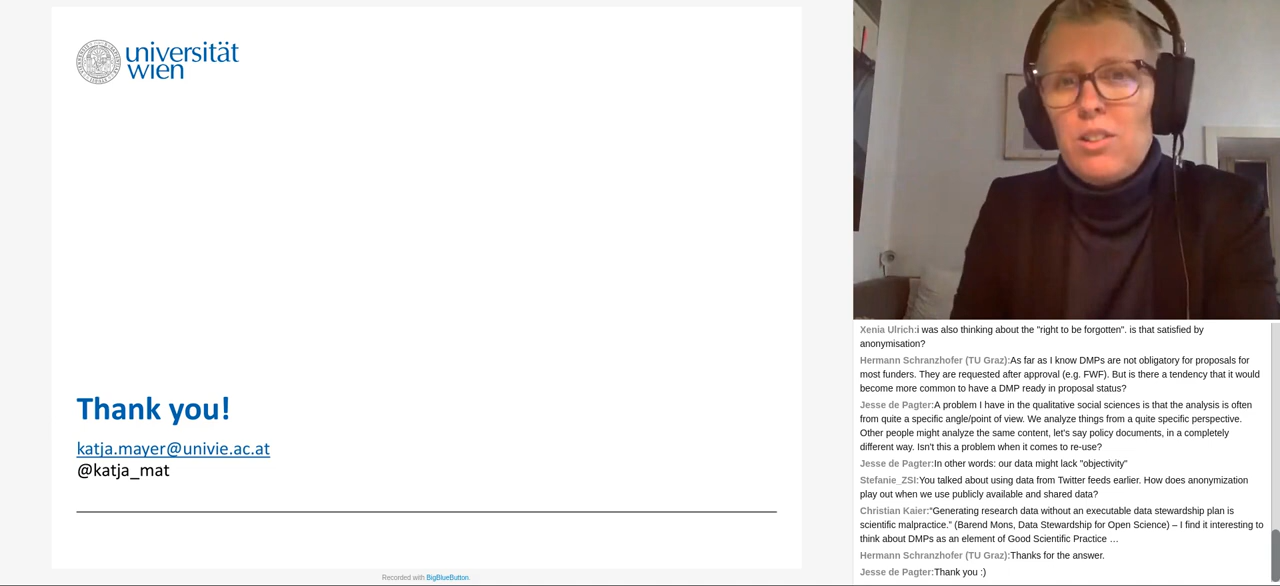 universität
wien
Thank you!
katja.mayer@univie.ac.at
@katja_mat
Recorded with BigBlueButton.
Xenia Ulrich:i was also thinking about the "right to be forgotten". is that satisfied by
anonymisation?
Hermann Schranzhofer (TU Graz):As far as I know DMPs are not obligatory for proposals for
most funders. They are requested after approval (e.g. FWF). But is there a tendency that it would
become more common to have a DMP ready in proposal status?
Jesse de Pagter:A problem I have in the qualitative social sciences is that the analysis is often
from quite a specific angle/point of view. We analyze things from a quite specific perspective.
Other people might analyze the same content, let's say policy documents, in a completely
different way. Isn't this a problem when it comes to re-use?
Jesse de Pagter:In other words: our data might lack "objectivity"
Stefanie_ZSI:You talked about using data from Twitter feeds earlier. How does anonymization
play out when we use publicly available and shared data?
Christian Kaier:"Generating research data without an executable data stewardship plan is
scientific malpractice." (Barend Mons, Data Stewardship for Open Science) – I find it interesting to
think about DMPs as an element of Good Scientific Practice …
Hermann Schranzhofer (TU Graz):Thanks for the answer.
Jesse de Pagter:Thank you :)